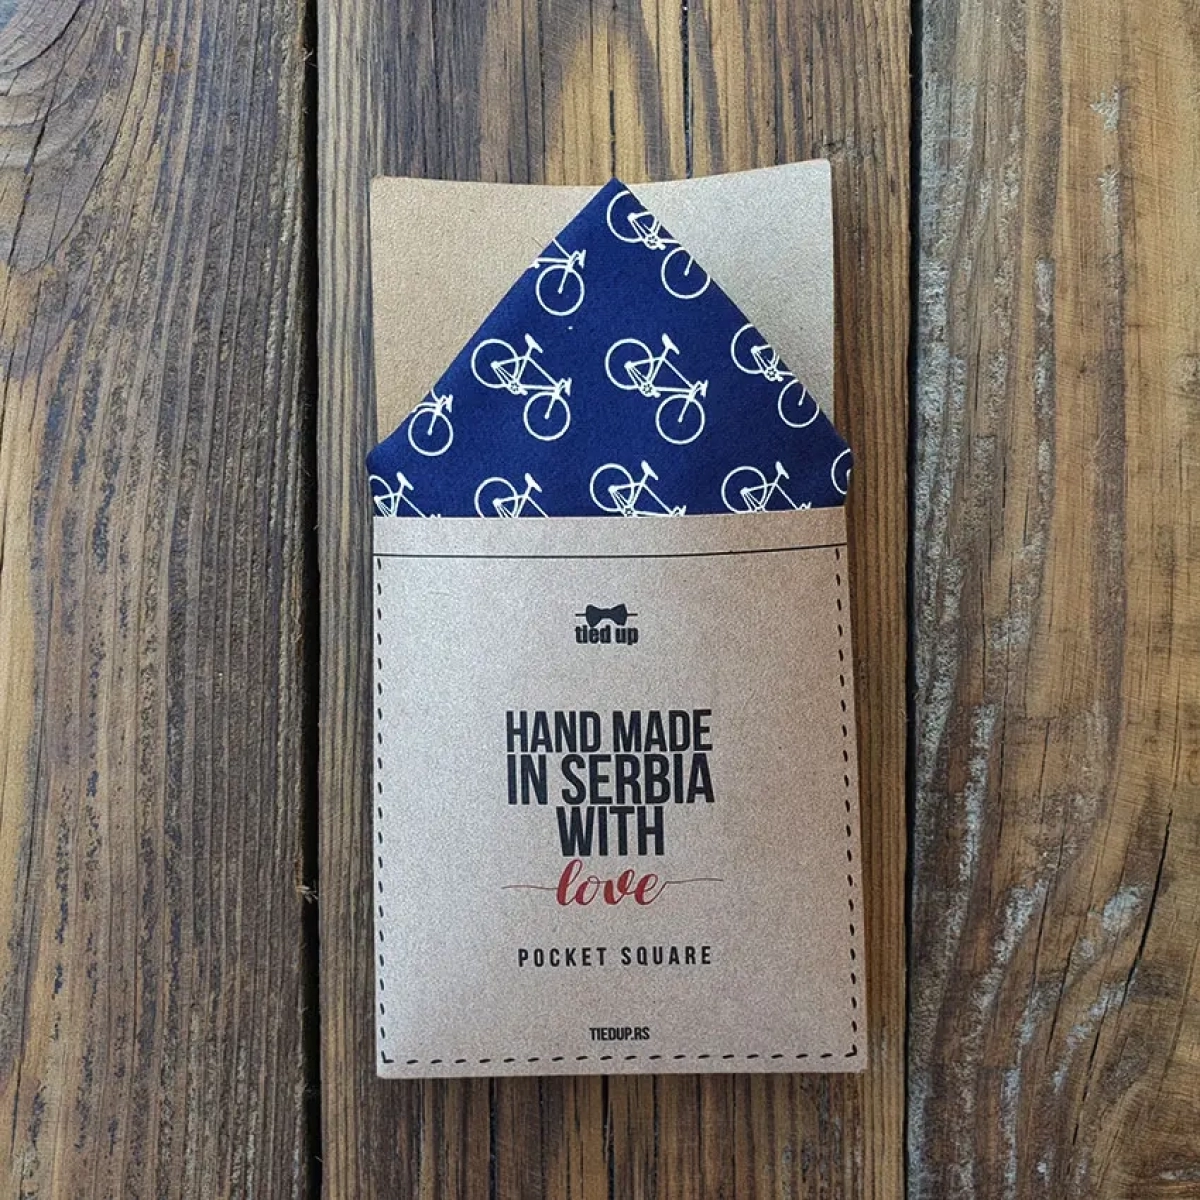 tied up
HAND MADE
IN SERBIA
WITH
love
POCKET SQUARE
TIEDUP.RS